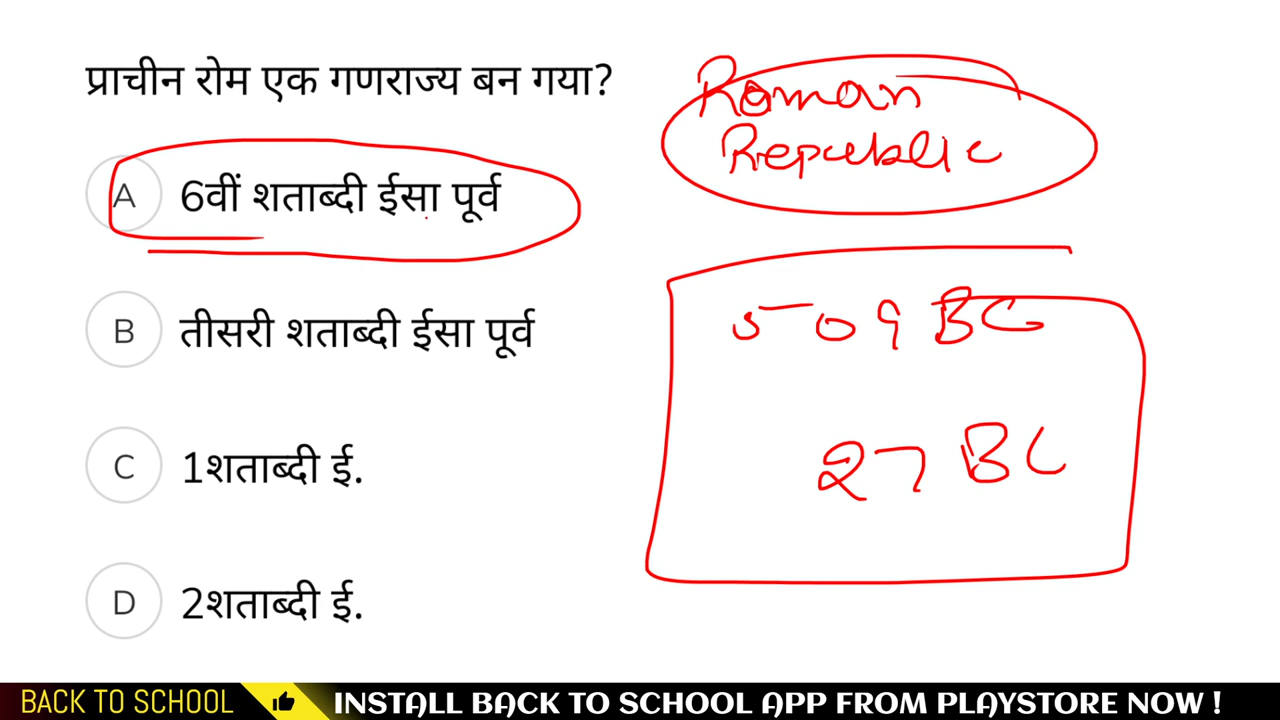 प्राचीन रोम एक गणराज्य बन गया?
A 6वीं शताब्दी ईसा पूर्व
B तीसरी शताब्दी ईसा पूर्व
C 1शताब्दी ई.
D 2शताब्दी ई.
Roman
Republic
509 BC
27 BC
BACK TO SCHOOL INSTALL BACK TO SCHOOL APP FROM PLAYSTORE NOW !